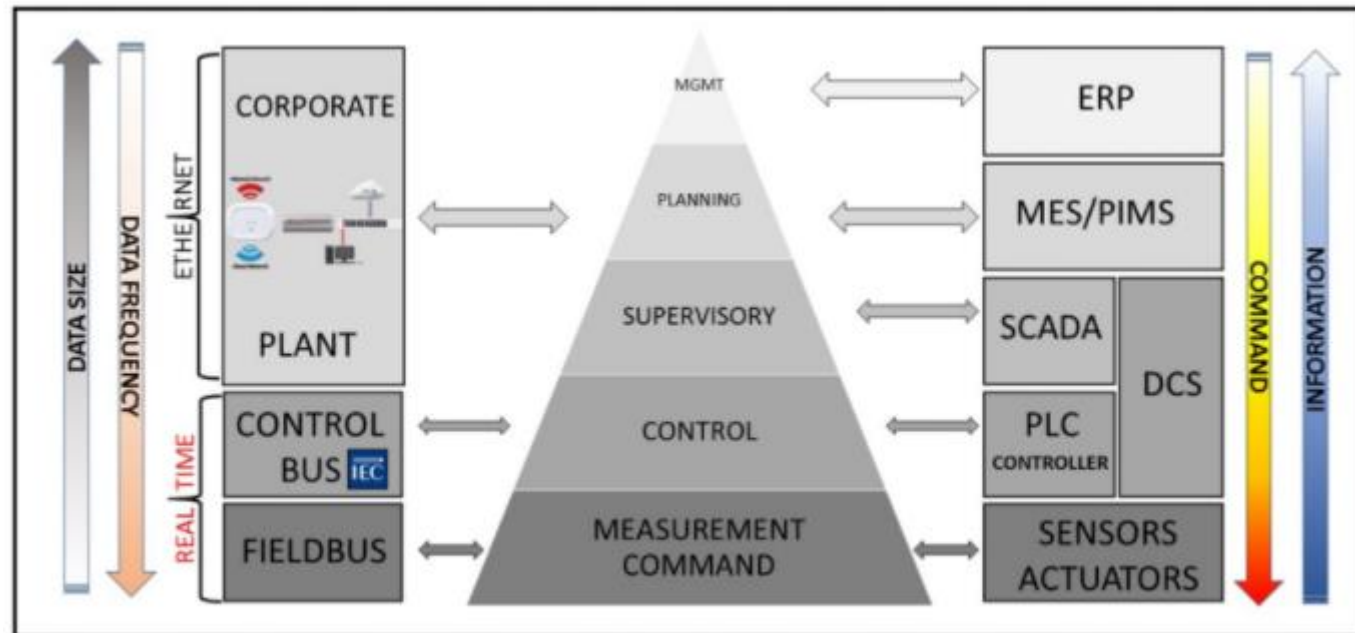 DATA SIZE
DATA FREQUENCY
ETHERNET
REAL TIME
CORPORATE
PLANT
CONTROL
BUS IEC
FIELDBUS
MGMT
PLANNING
SUPERVISORY
CONTROL
MEASUREMENT
COMMAND
ERP
MES/PIMS
SCADA
DCS
PLC
CONTROLLER
SENSORS
ACTUATORS
COMMAND
INFORMATION